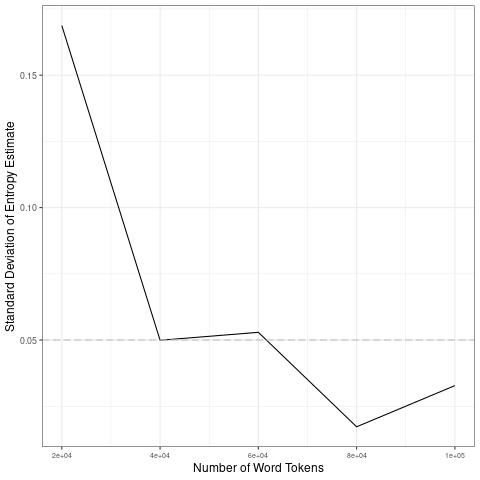 Standard Deviation of Entropy Estimate
0.15
0.10
0.05
2e+04 4e+04 6e+04 8e+04 1e+05
Number of Word Tokens